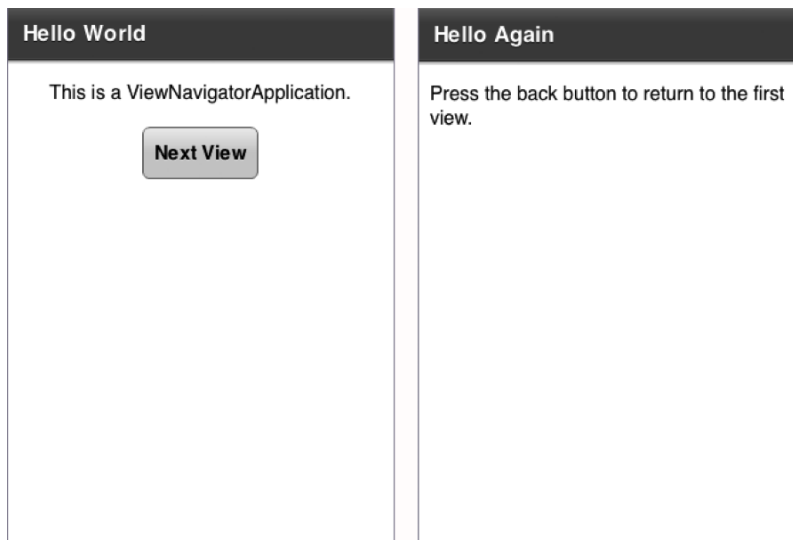 Hello World
This is a ViewNavigatorApplication.
Next View
Hello Again
Press the back button to return to the first
view.